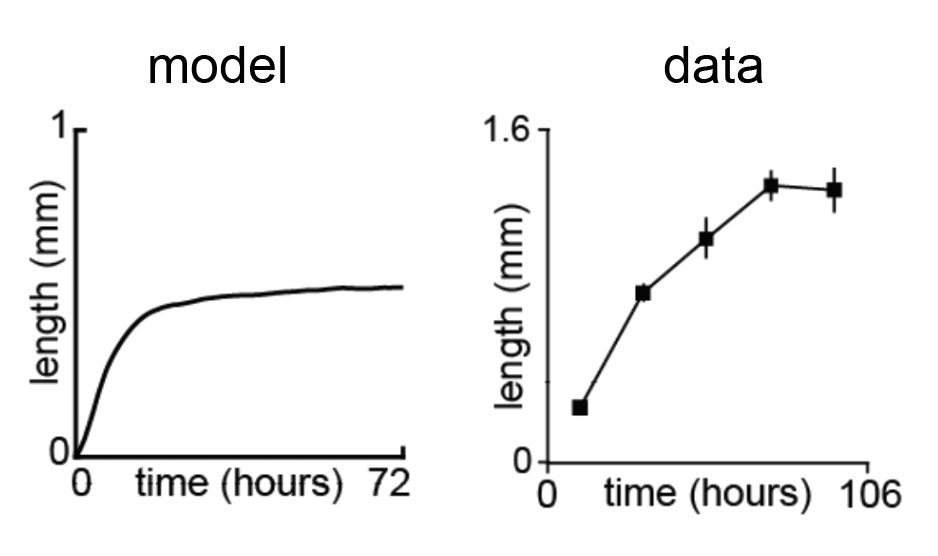 model
1
length (mm)
0
0 time (hours) 72
data
1.6
length (mm)
0
0 time (hours) 106